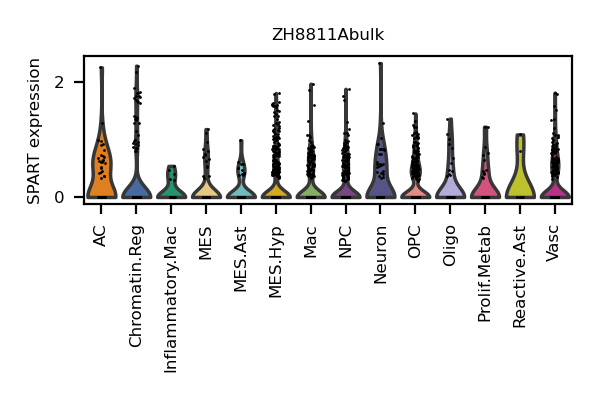 ZH8811Abulk
SPART expression
2
0
AC
Chromatin.Reg
Inflammatory.Mac
MES
MES.Ast
MES.Hyp
Mac
NPC
Neuron
OPC
Oligo
Prolif.Metab
Reactive.Ast
Vasc